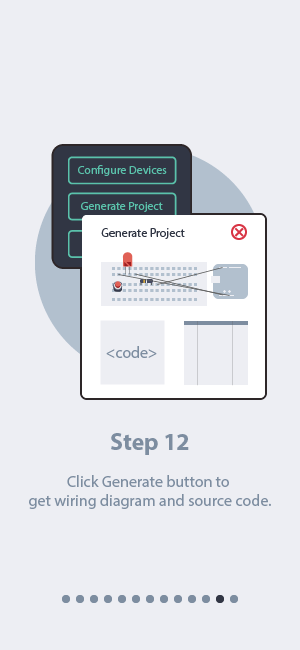 Configure Devices
Generate Project
Generate Project
<code>
Step 12
Click Generate button to
get wiring diagram and source code.